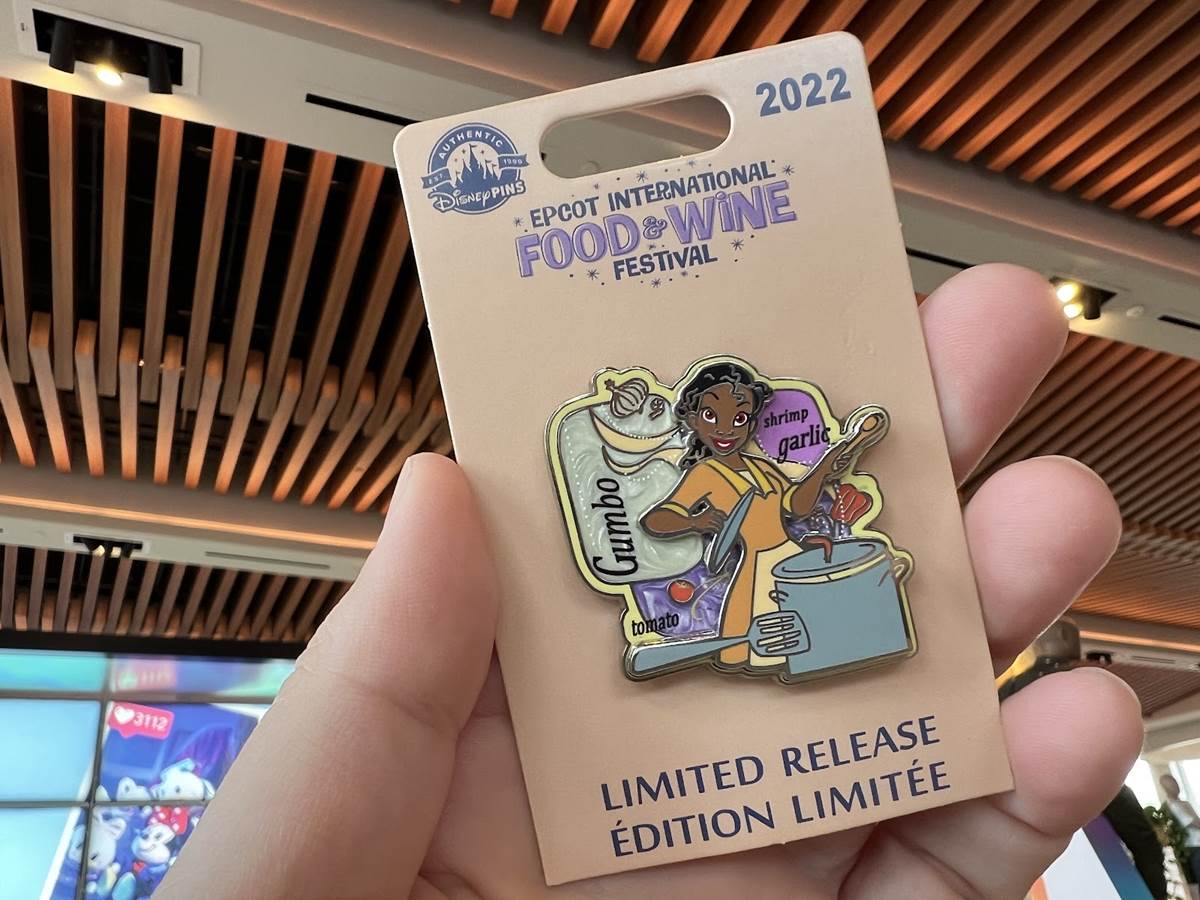 2022
AUTHENTIC
EST 1999
Disney PINS
EPCOT INTERNATIONAL
FOOD & WINE
FESTIVAL
shrimp
garlic
Gumbo
tomato
LIMITED RELEASE
ÉDITION LIMITÉE
3112